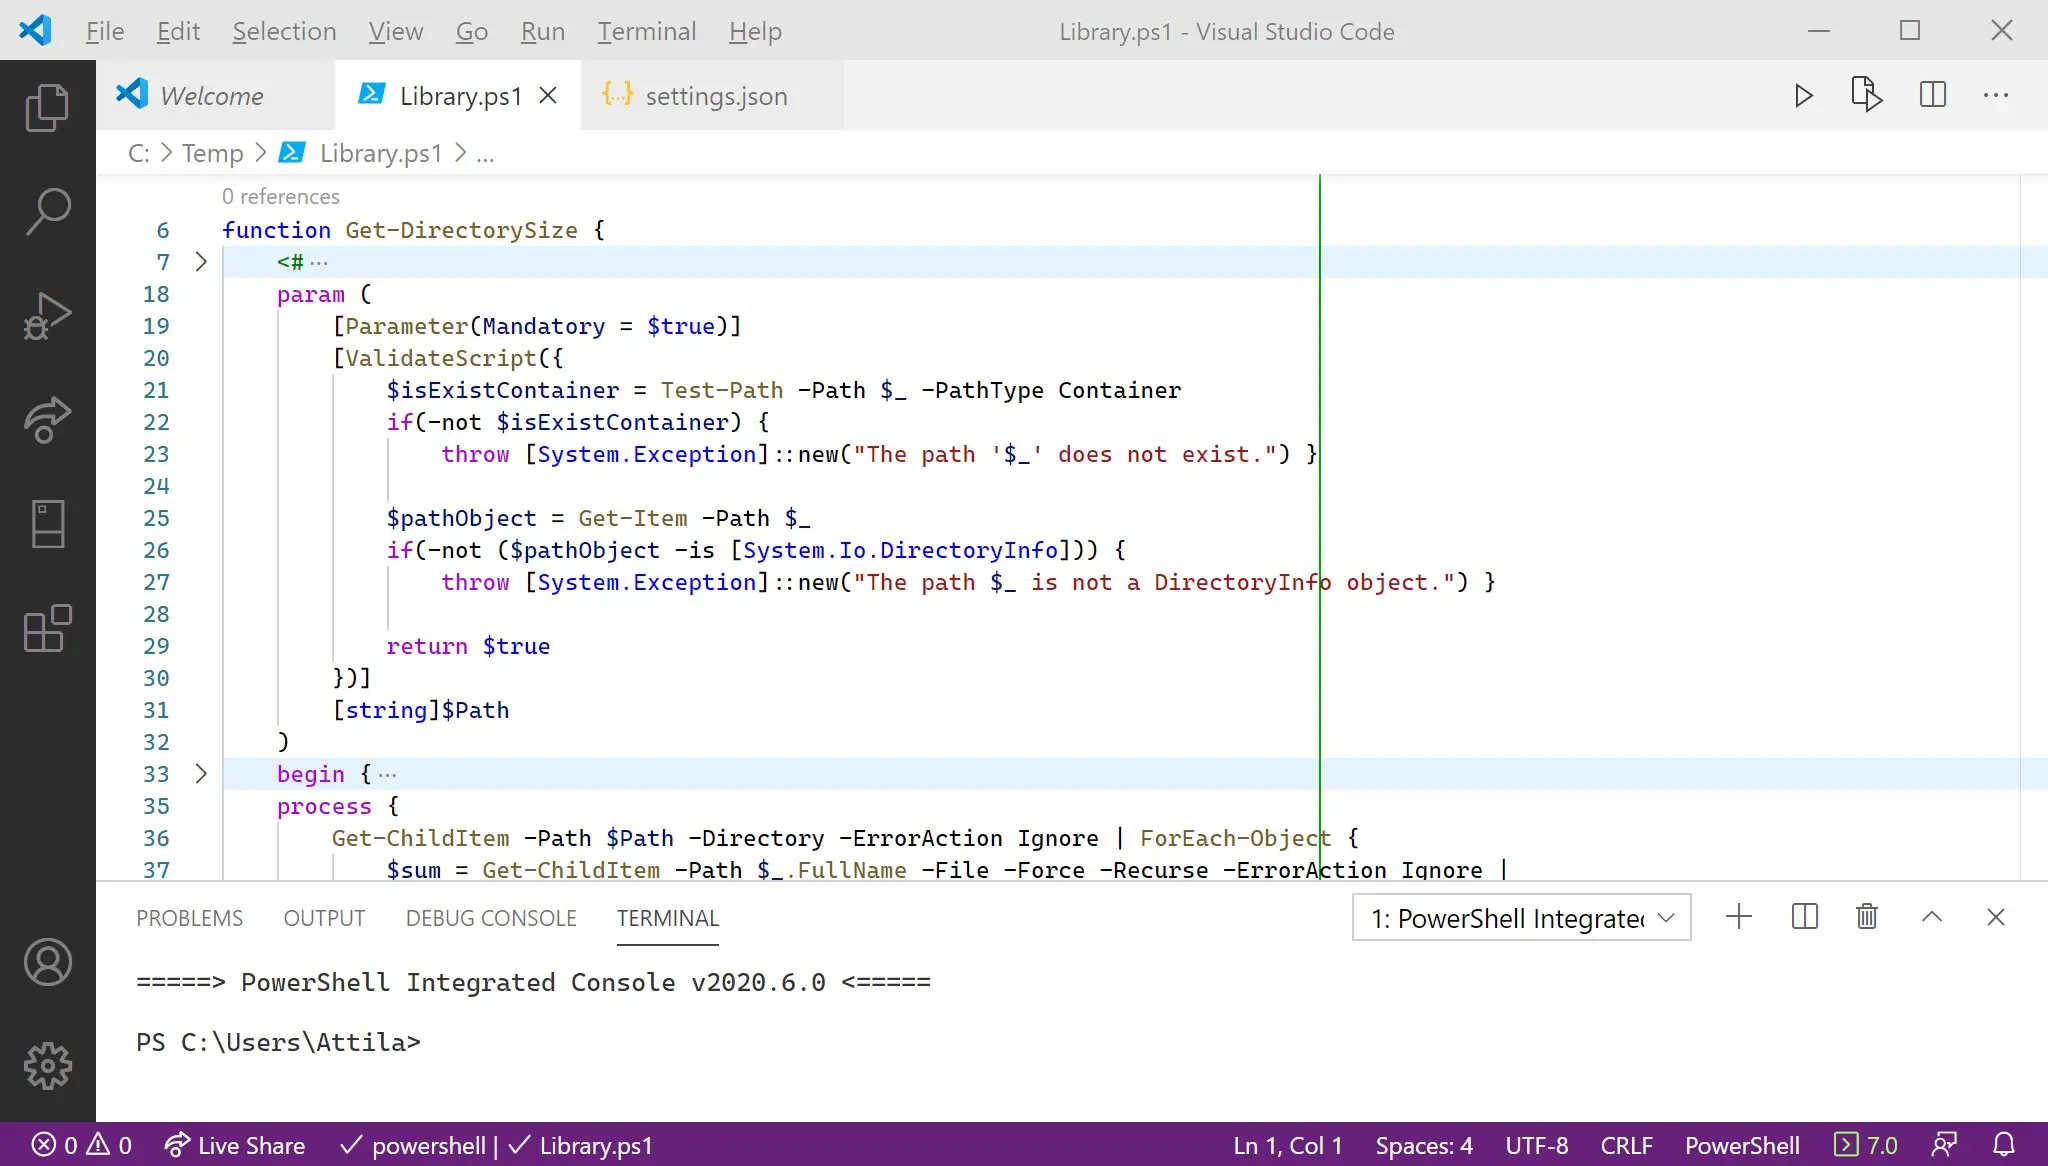 File Edit Selection View Go Run Terminal Help Library.ps1 - Visual Studio Code
Welcome Library.ps1 settings.json
C: > Temp > Library.ps1 > ...
0 references
6 function Get-DirectorySize {
7 <# ...
18 param (
19 [Parameter(Mandatory = $true)]
20 [ValidateScript({
21 $isExistContainer = Test-Path -Path $_ -PathType Container
22 if(-not $isExistContainer) {
23 throw [System.Exception]::new("The path '$_' does not exist.") }
24
25 $pathObject = Get-Item -Path $_
26 if(-not ($pathObject -is [System.Io.DirectoryInfo])) {
27 throw [System.Exception]::new("The path $_ is not a DirectoryInfo object.") }
28
29 return $true
30 })]
31 [string]$Path
32 )
33 begin { ...
35 process {
36 Get-ChildItem -Path $Path -Directory -ErrorAction Ignore | ForEach-Object {
37 $sum = Get-ChildItem -Path $_.FullName -File -Force -Recurse -ErrorAction Ignore |
PROBLEMS OUTPUT DEBUG CONSOLE TERMINAL 1: PowerShell Integrated
=====> PowerShell Integrated Console v2020.6.0 <=====
PS C:\Users\Attila>
0 0 Live Share powershell | Library.ps1 Ln 1, Col 1 Spaces: 4 UTF-8 CRLF PowerShell 7.0